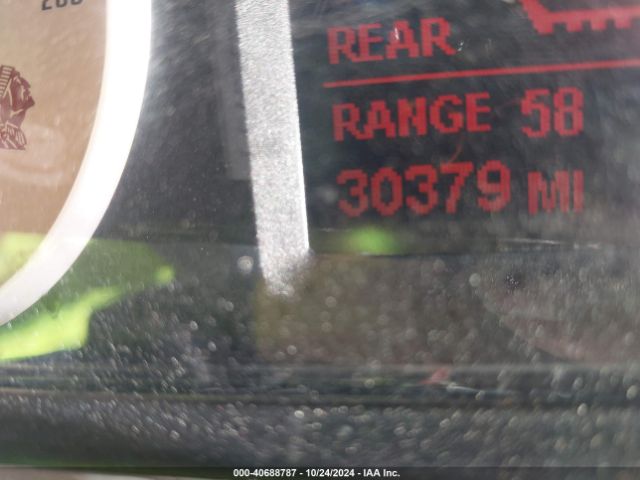 REAR
RANGE 58
30379 MI
000-40688787 - 10/24/2024 - IAA Inc.